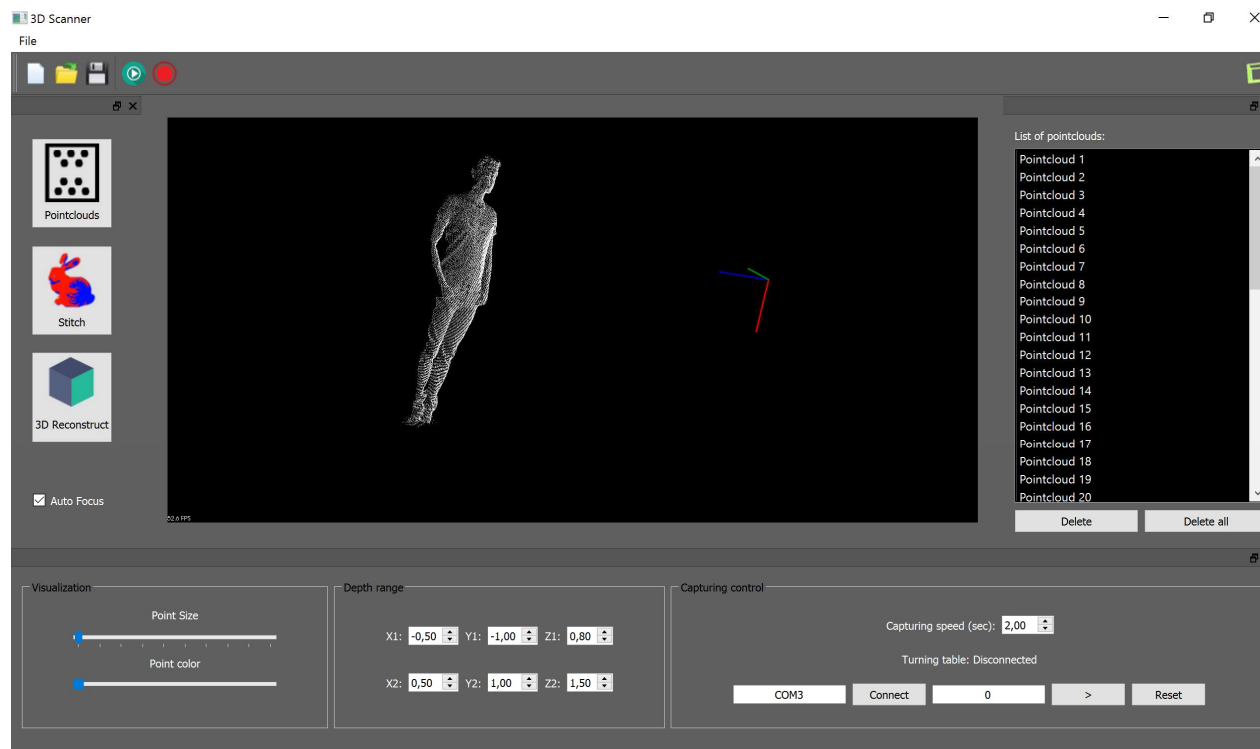 3D Scanner
File
Pointclouds
Stitch
3D Reconstruct
Auto Focus
52.6 FPS
List of pointclouds:
Pointcloud 1
Pointcloud 2
Pointcloud 3
Pointcloud 4
Pointcloud 5
Pointcloud 6
Pointcloud 7
Pointcloud 8
Pointcloud 9
Pointcloud 10
Pointcloud 11
Pointcloud 12
Pointcloud 13
Pointcloud 14
Pointcloud 15
Pointcloud 16
Pointcloud 17
Pointcloud 18
Pointcloud 19
Pointcloud 20
Delete Delete all
Visualization
Point Size
Point color
Depth range
X1: -0,50 Y1: -1,00 Z1: 0,80
X2: 0,50 Y2: 1,00 Z2: 1,50
Capturing control
Capturing speed (sec): 2,00
Turning table: Disconnected
COM3 Connect 0 > Reset